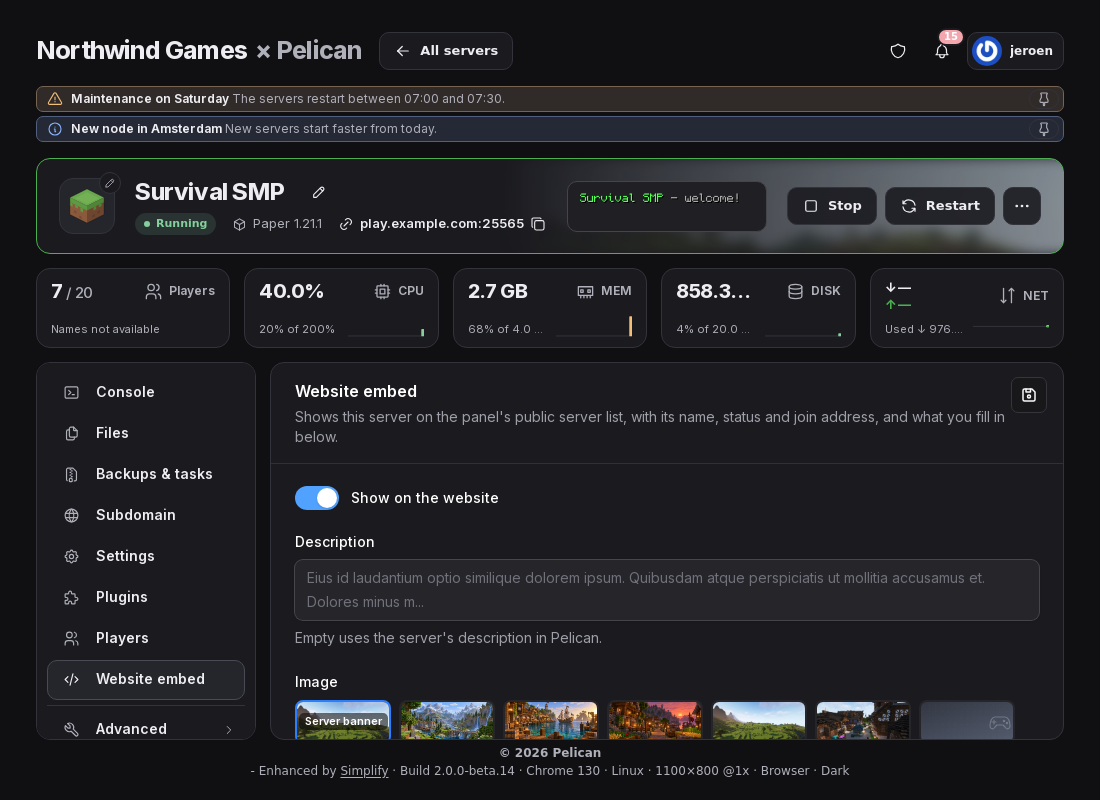 Northwind Games × Pelican
All servers
15
jeroen
Maintenance on Saturday The servers restart between 07:00 and 07:30.
New node in Amsterdam New servers start faster from today.
Survival SMP
Running
Paper 1.21.1
play.example.com:25565
Survival SMP – welcome!
Stop
Restart
7 / 20
Players
Names not available
40.0%
CPU
20% of 200%
2.7 GB
MEM
68% of 4.0 ...
858.3...
DISK
4% of 20.0 ...
↓—
↑—
NET
Used ↓ 976....
Console
Files
Backups & tasks
Subdomain
Settings
Plugins
Players
Website embed
Advanced
Website embed
Shows this server on the panel's public server list, with its name, status and join address, and what you fill in
below.
Show on the website
Description
Eius id laudantium optio similique dolorem ipsum. Quibusdam atque perspiciatis ut mollitia accusamus et.
Dolores minus m...
Empty uses the server's description in Pelican.
Image
Server banner
© 2026 Pelican
- Enhanced by Simplify · Build 2.0.0-beta.14 · Chrome 130 · Linux · 1100×800 @1x · Browser · Dark